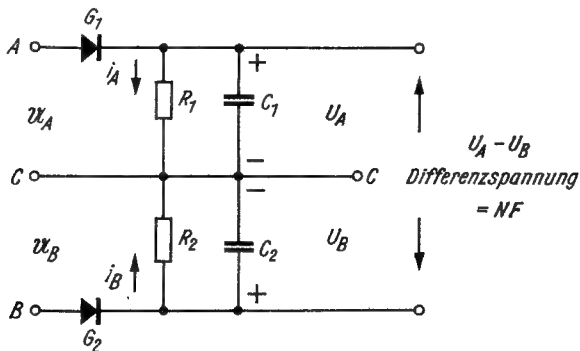 A
G1
iA
R1
+
C1
𝔲A
UA
−
C
−
C
UA − UB
Differenzspannung
= NF
𝔲B
R2
C2
UB
iB
+
B
G2